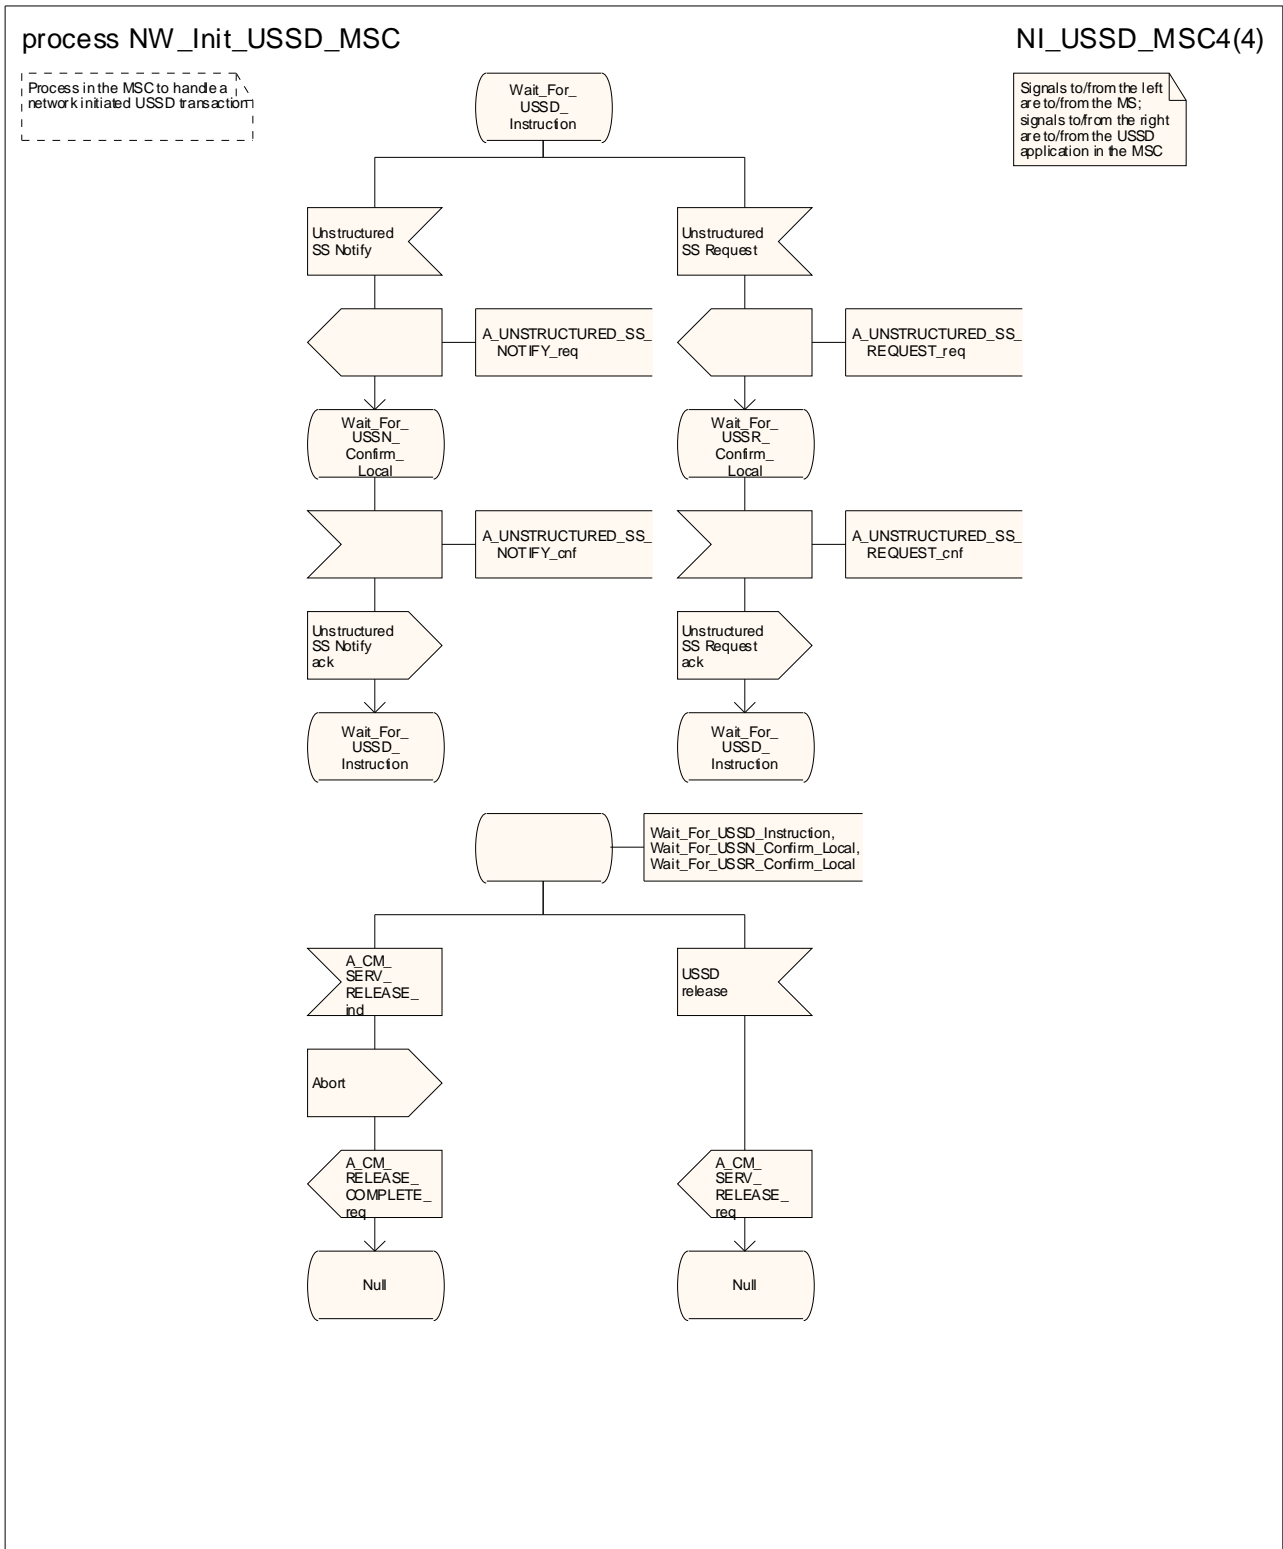 process NW_Init_USSD_MSC
NI_USSD_MSC4(4)
Process in the MSC to handle a
network initiated USSD transaction
Signals to/from the left
are to/from the MS;
signals to/from the right
are to/from the USSD
application in the MSC
Wait_For_
USSD_
Instruction
Unstructured
SS Notify
Unstructured
SS Request
A_UNSTRUCTURED_SS_
NOTIFY_req
A_UNSTRUCTURED_SS_
REQUEST_req
Wait_For_
USSN_
Confirm_
Local
Wait_For_
USSR_
Confirm_
Local
A_UNSTRUCTURED_SS_
NOTIFY_cnf
A_UNSTRUCTURED_SS_
REQUEST_cnf
Unstructured
SS Notify
ack
Unstructured
SS Request
ack
Wait_For_
USSD_
Instruction
Wait_For_
USSD_
Instruction
Wait_For_USSD_Instruction,
Wait_For_USSN_Confirm_Local,
Wait_For_USSR_Confirm_Local
A_CM_
SERV_
RELEASE_
ind
USSD
release
Abort
A_CM_
RELEASE_
COMPLETE_
req
A_CM_
SERV_
RELEASE_
req
Null
Null